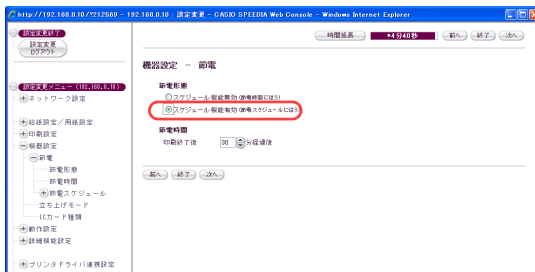 http://192.168.0.10/?212569 - 192.168.0.10 : 設定変更 - CASIO SPEEDIA Web Console - Windows Internet Explorer
設定変更終了
設定変更
ログアウト
時間延長
*4分40秒
前へ
終了
次へ
設定変更メニュー (192.168.0.10)
ネットワーク設定
給紙設定/用紙設定
印刷設定
機器設定
節電
節電形態
節電時間
節電スケジュール
立ち上げモード
ICカード種類
動作設定
詳細機能設定
プリンタドライバ連携設定
機器設定 － 節電
節電形態
スケジュール機能無効(節電時間にほう)
スケジュール機能有効(節電スケジュールにほう)
節電時間
印刷終了後 30 分経過後
前へ
終了
次へ